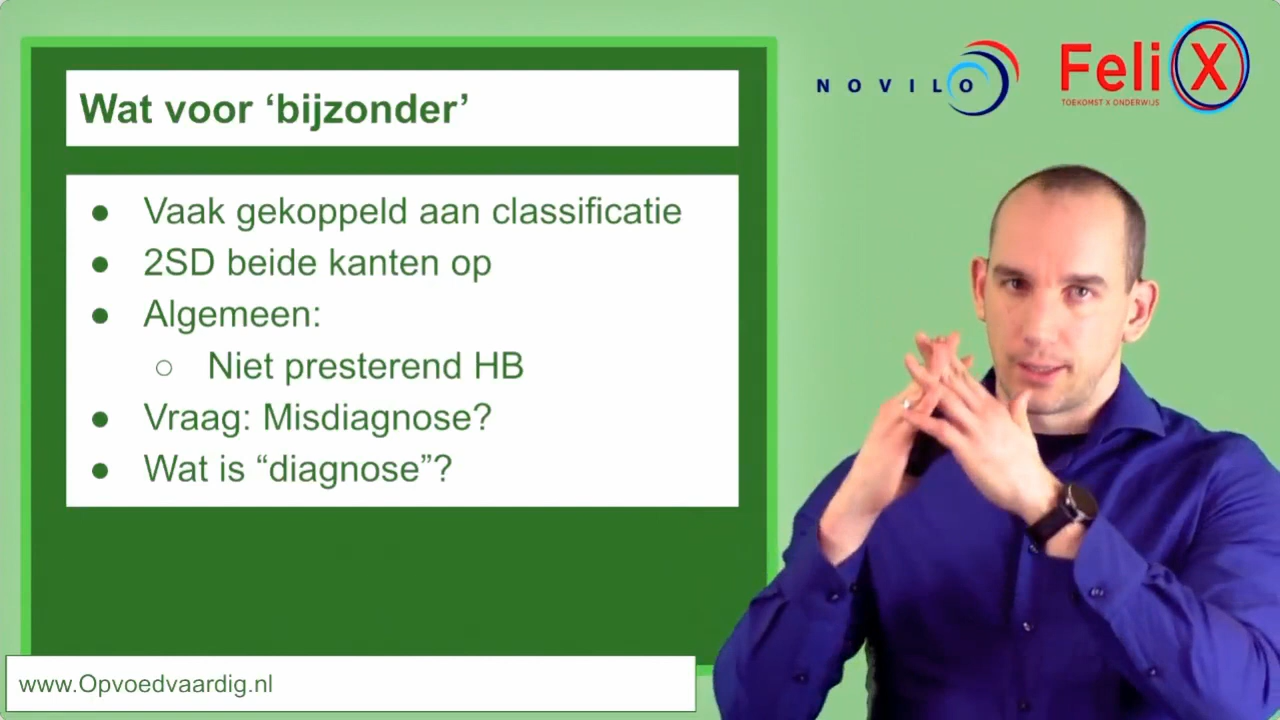 Wat voor ‘bijzonder’
● Vaak gekoppeld aan classificatie
● 2SD beide kanten op
● Algemeen:
○ Niet presterend HB
● Vraag: Misdiagnose?
● Wat is “diagnose”?
www.Opvoedvaardig.nl
NOVILO
FeliX
TOEKOMST X ONDERWIJS